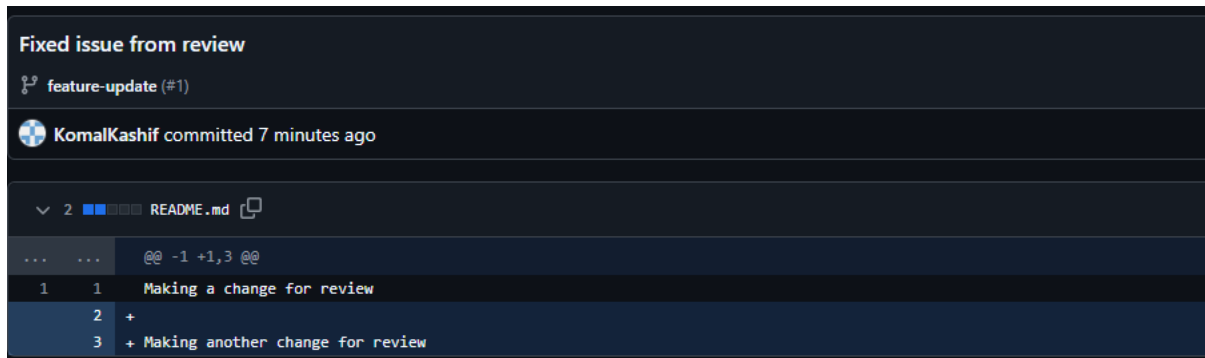 Fixed issue from review
feature-update (#1)
KomalKashif committed 7 minutes ago
2 README.md
... ... @@ -1 +1,3 @@
1 1 Making a change for review
2 +
3 + Making another change for review